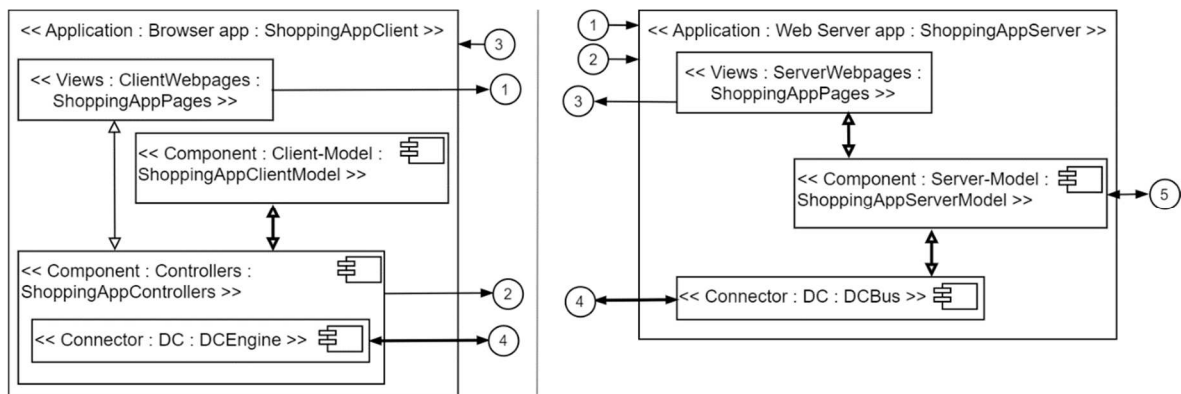 << Application : Browser app : ShoppingAppClient >>
3
<< Views : ClientWebpages :
ShoppingAppPages >>
1
<< Component : Client-Model :
ShoppingAppClientModel >>
<< Component : Controllers :
ShoppingAppControllers >>
2
<< Connector : DC : DCEngine >>
4
1
<< Application : Web Server app : ShoppingAppServer >>
2
<< Views : ServerWebpages :
ShoppingAppPages >>
3
<< Component : Server-Model :
ShoppingAppServerModel >>
5
4
<< Connector : DC : DCBus >>